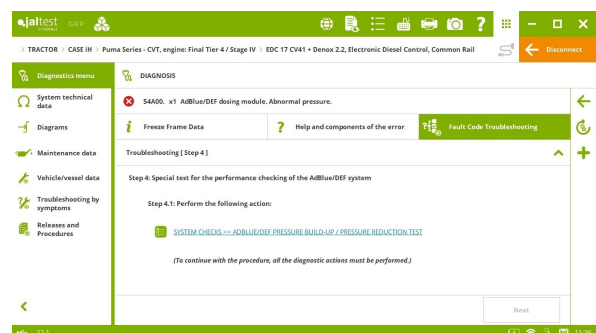 jaltest GRP
> TRACTOR > CASE iH > Puma Series - CVT, engine: Final Tier 4 / Stage IV > EDC 17 CV41 + Denox 2.2, Electronic Diesel Control, Common Rail
Disconnect
Diagnostics menu
System technical
data
Diagrams
Maintenance data
Vehicle/vessel data
Troubleshooting by
symptoms
Releases and
Procedures
DIAGNOSIS
54A00. x1 AdBlue/DEF dosing module. Abnormal pressure.
Freeze Frame Data
Help and components of the error
Fault Code Troubleshooting
Troubleshooting [ Step 4 ]
Step 4: Special test for the performance checking of the AdBlue/DEF system
Step 4.1: Perform the following action:
SYSTEM CHECKS >> ADBLUE/DEF PRESSURE BUILD-UP / PRESSURE REDUCTION TEST
(To continue with the procedure, all the diagnostic actions must be performed.)
Next